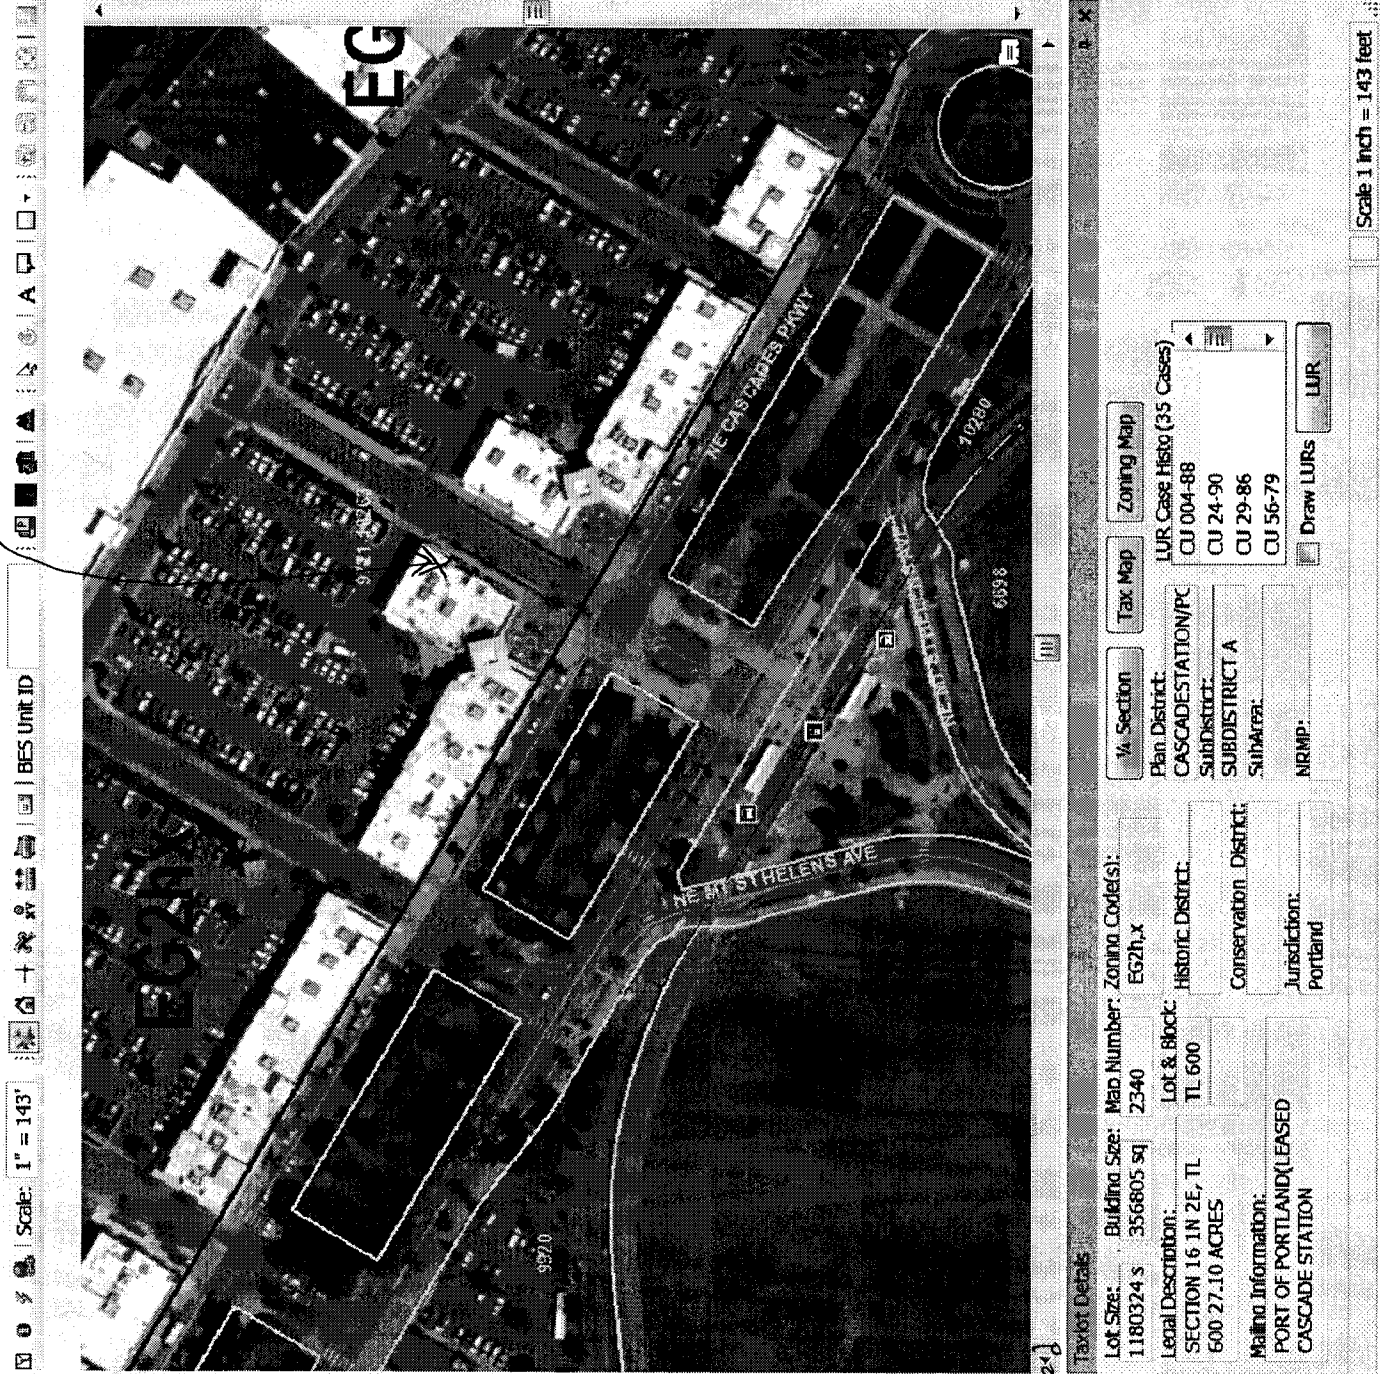 Scale: 1" = 143'
BES Unit ID
A
EG2h,x
EG
NE CASCADES PKWY
NE MT ST HELENS AVE
10280
6698
9920
Taxlot Details
Lot Size:
1180324 s
Building Size:
356805 sq
Map Number:
2340
Zoning Code(s):
EG2h,x
Legal Description:
SECTION 16 1N 2E, TL
600 27.10 ACRES
Lot & Block:
TL 600
Historic District:
Conservation District:
Mailing Information:
PORT OF PORTLAND(LEASED
CASCADE STATION
Jurisdiction:
Portland
¼ Section
Tax Map
Zoning Map
Plan District:
CASCADESTATION/PC
SubDistrict:
SUBDISTRICT A
SubArea:
NRMP:
LUR Case Histo (35 Cases)
CU 004-88
CU 24-90
CU 29-86
CU 56-79
Draw LURs
LUR
Scale 1 inch = 143 feet